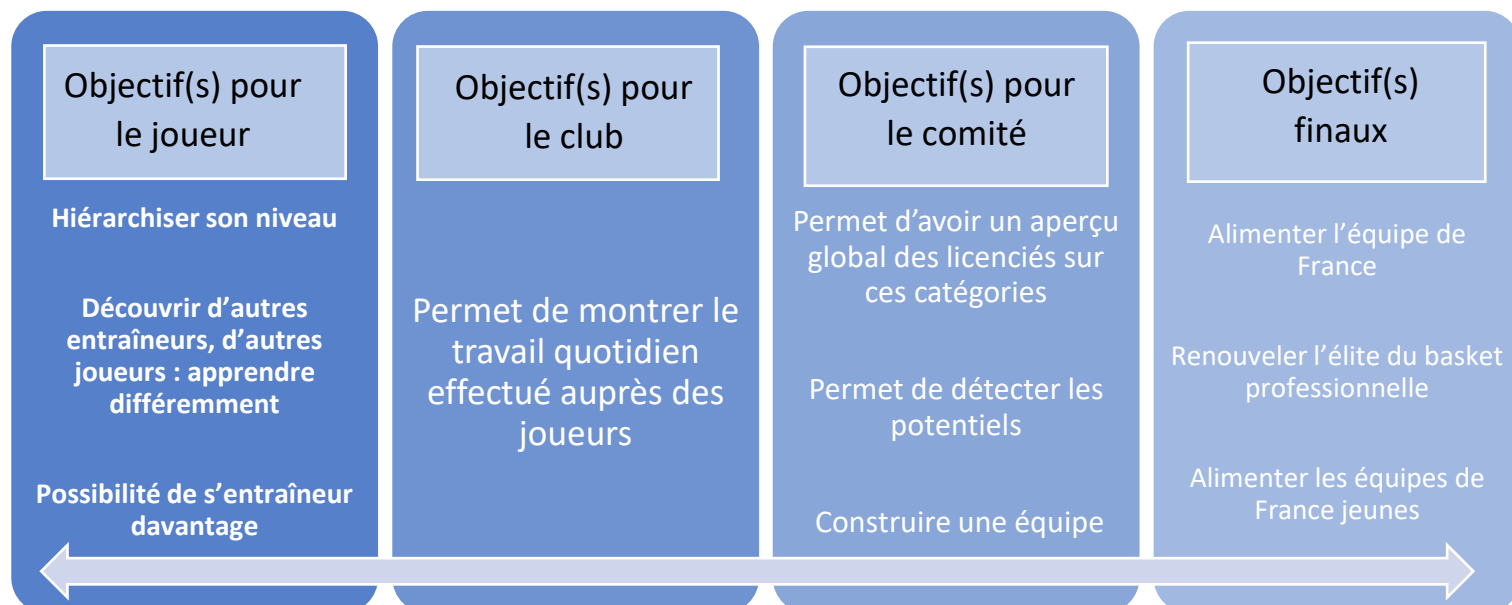 Objectif(s) pour
le joueur
Hiérarchiser son niveau
Découvrir d’autres
entraîneurs, d’autres
joueurs : apprendre
différemment
Possibilité de s’entraîneur
davantage
Objectif(s) pour
le club
Permet de montrer le
travail quotidien
effectué auprès des
joueurs
Objectif(s) pour
le comité
Permet d’avoir un aperçu
global des licenciés sur
ces catégories
Permet de détecter les
potentiels
Construire une équipe
Objectif(s)
finaux
Alimenter l’équipe de
France
Renouveler l’élite du basket
professionnelle
Alimenter les équipes de
France jeunes